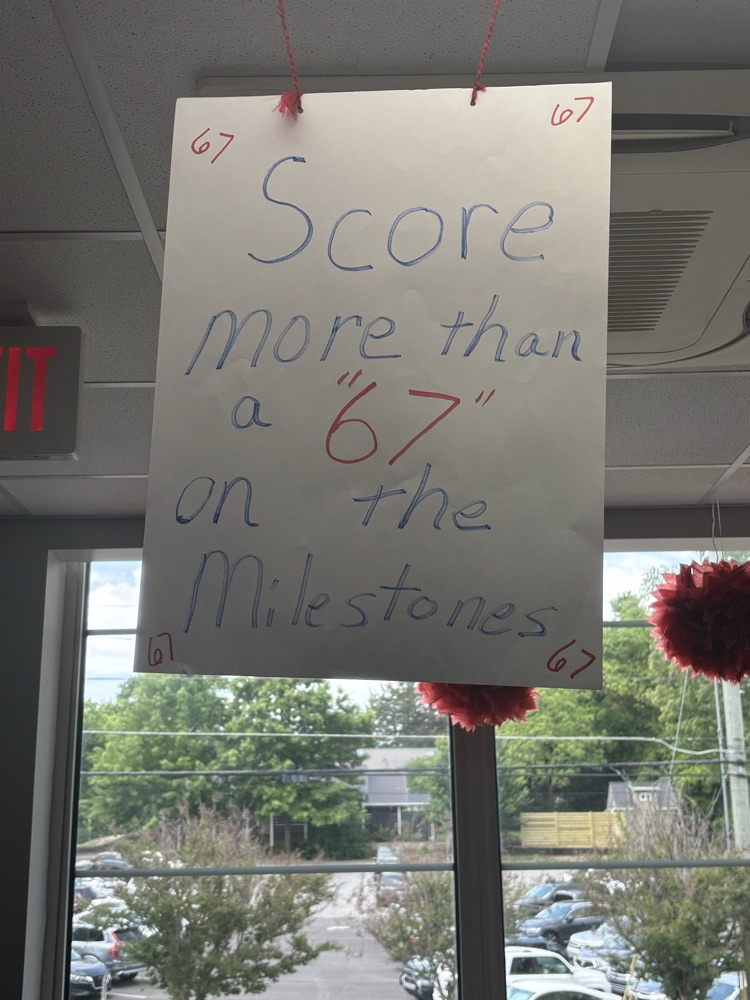 67 67
Score
more than
a "67"
on the
Milestones
67 67
IT